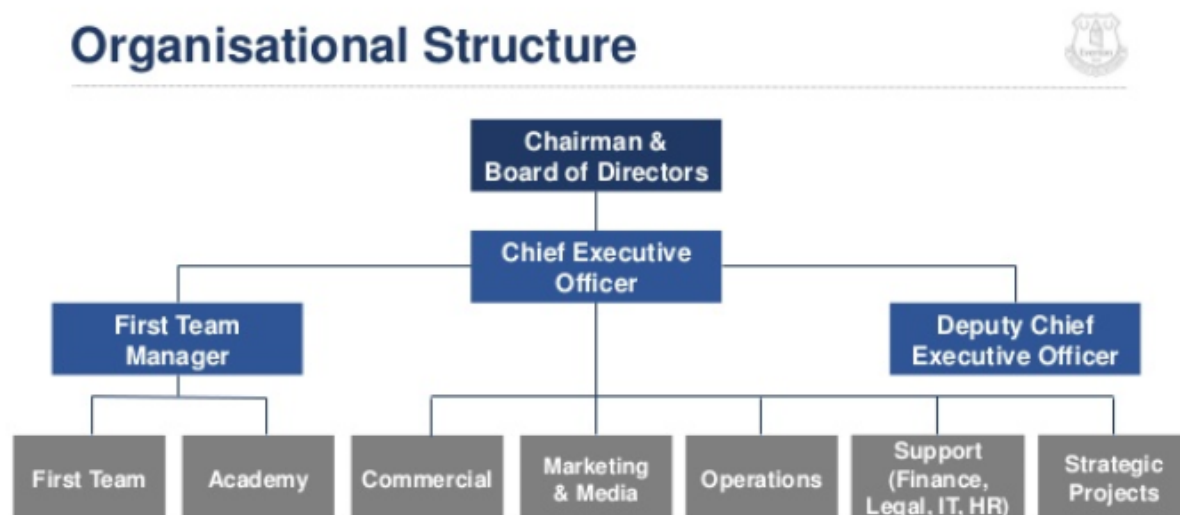 Organisational Structure
Everton
Chairman &
Board of Directors
Chief Executive
Officer
First Team
Manager
Deputy Chief
Executive Officer
First Team
Academy
Commercial
Marketing
& Media
Operations
Support
(Finance,
Legal, IT, HR)
Strategic
Projects